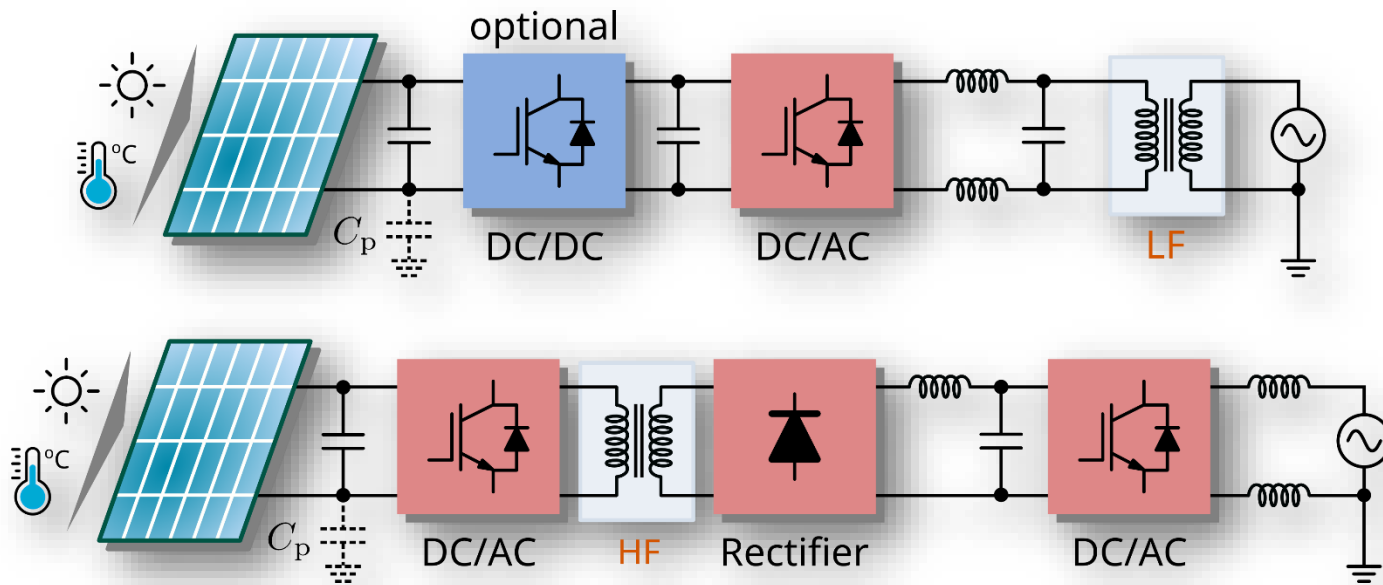 optional
°C
Cp
DC/DC
DC/AC
LF
°C
Cp
DC/AC
HF
Rectifier
DC/AC